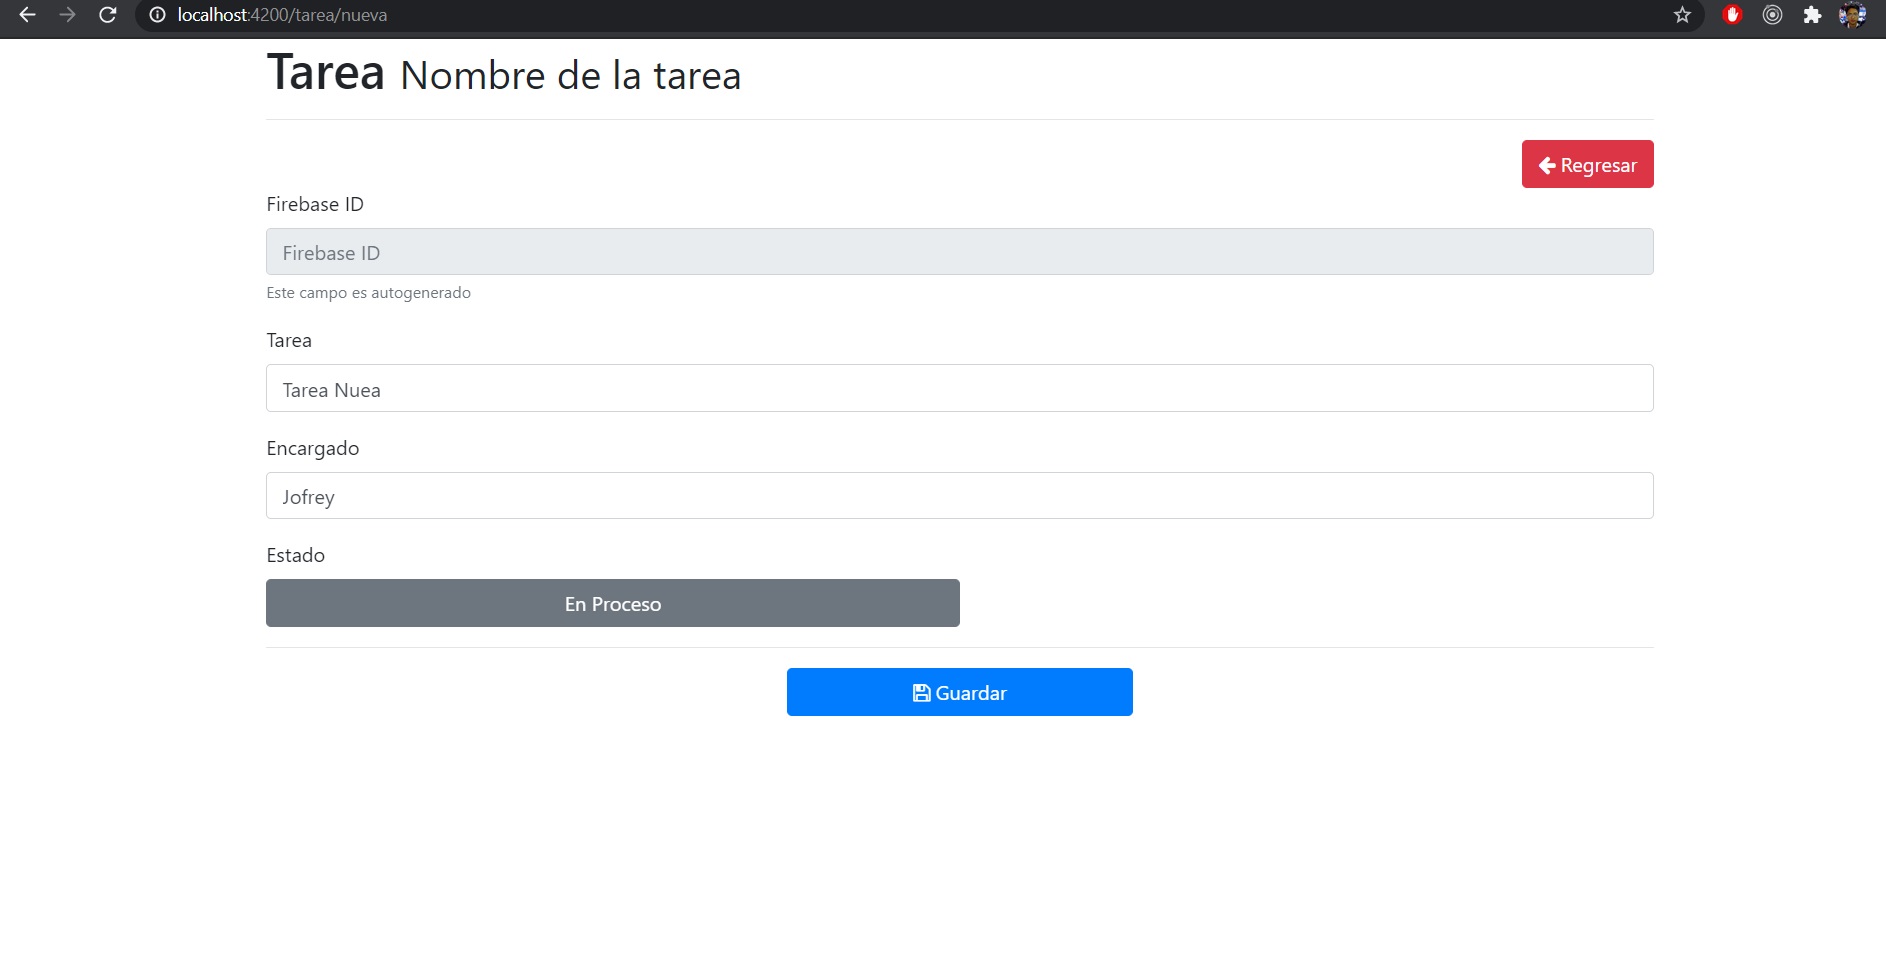 localhost:4200/tarea/nueva
Tarea Nombre de la tarea
Regresar
Firebase ID
Firebase ID
Este campo es autogenerado
Tarea
Tarea Nuea
Encargado
Jofrey
Estado
En Proceso
Guardar